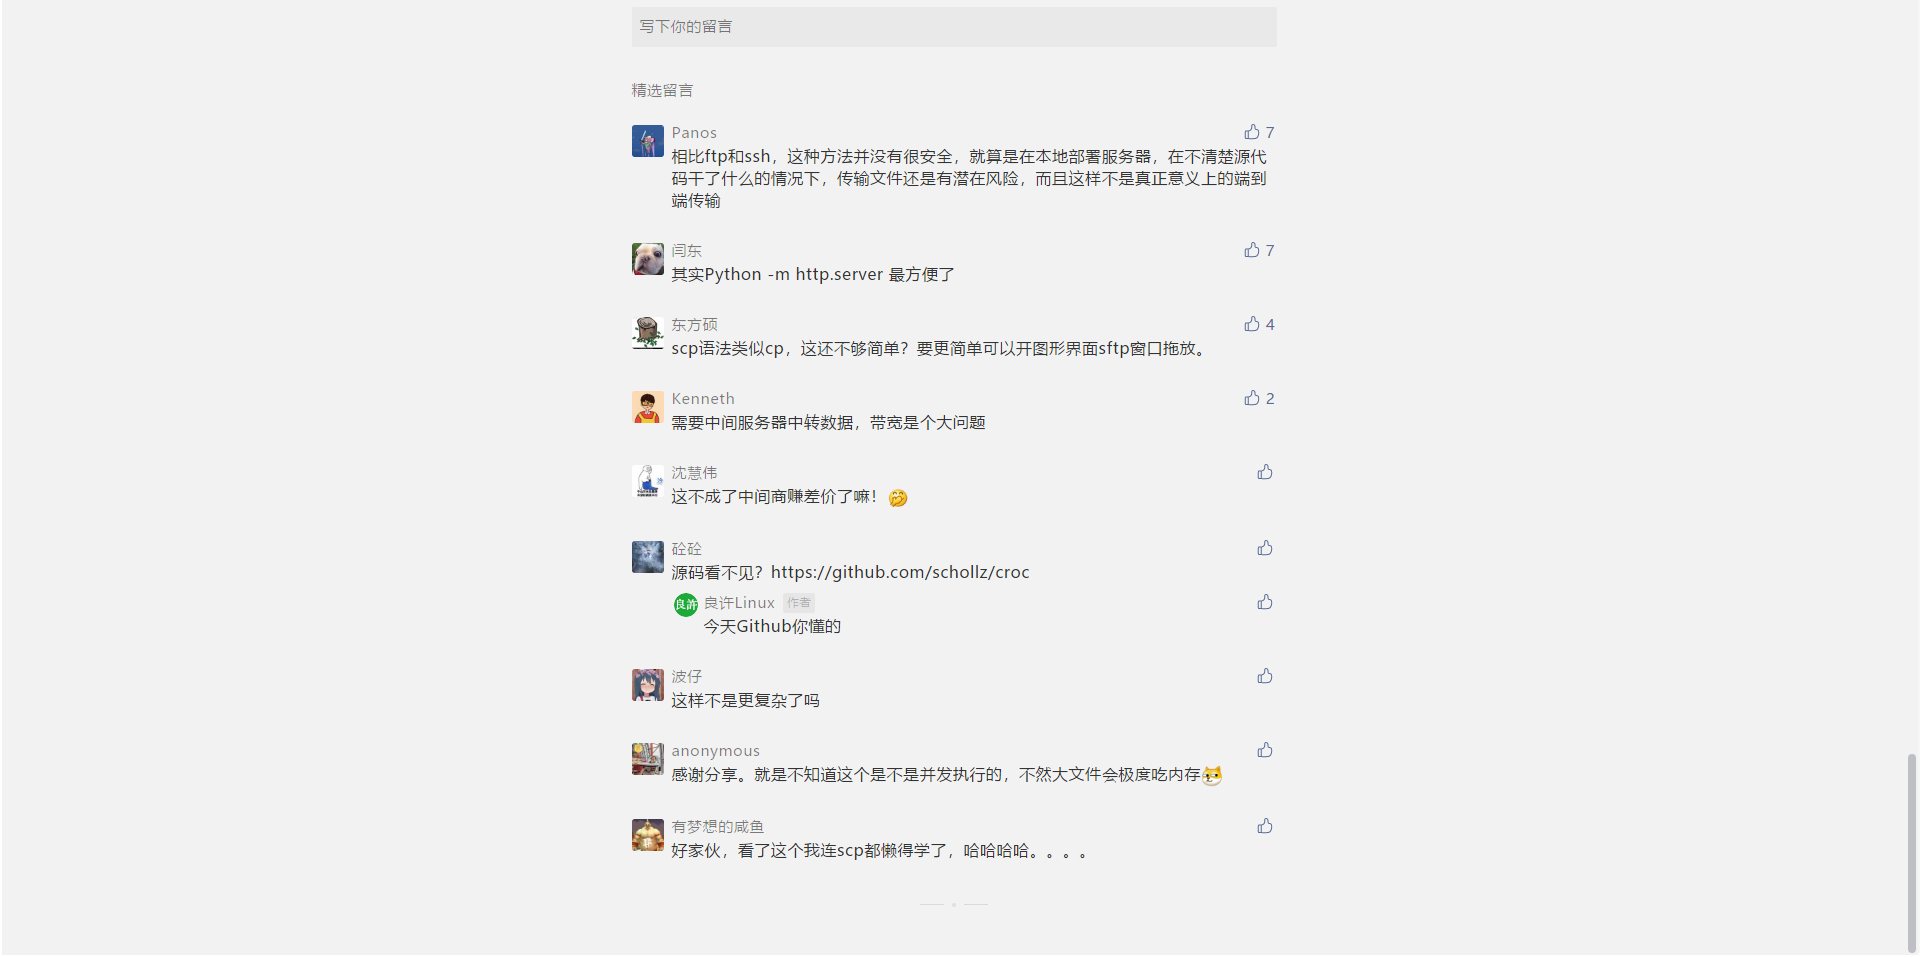 写下你的留言
精选留言
Panos 7
相比ftp和ssh，这种方法并没有很安全，就算是在本地部署服务器，在不清楚源代
码干了什么的情况下，传输文件还是有潜在风险，而且这样不是真正意义上的端到
端传输
闫东 7
其实Python -m http.server 最方便了
东方硕 4
scp语法类似cp，这还不够简单？要更简单可以开图形界面sftp窗口拖放。
Kenneth 2
需要中间服务器中转数据，带宽是个大问题
沈慧伟
这不成了中间商赚差价了嘛！🤭
硿硿
源码看不见？https://github.com/schollz/croc
良許
良许Linux 作者
今天Github你懂的
波仔
这样不是更复杂了吗
anonymous
感谢分享。就是不知道这个是不是并发执行的，不然大文件会极度吃内存
有梦想的咸鱼
好家伙，看了这个我连scp都懒得学了，哈哈哈哈。。。。